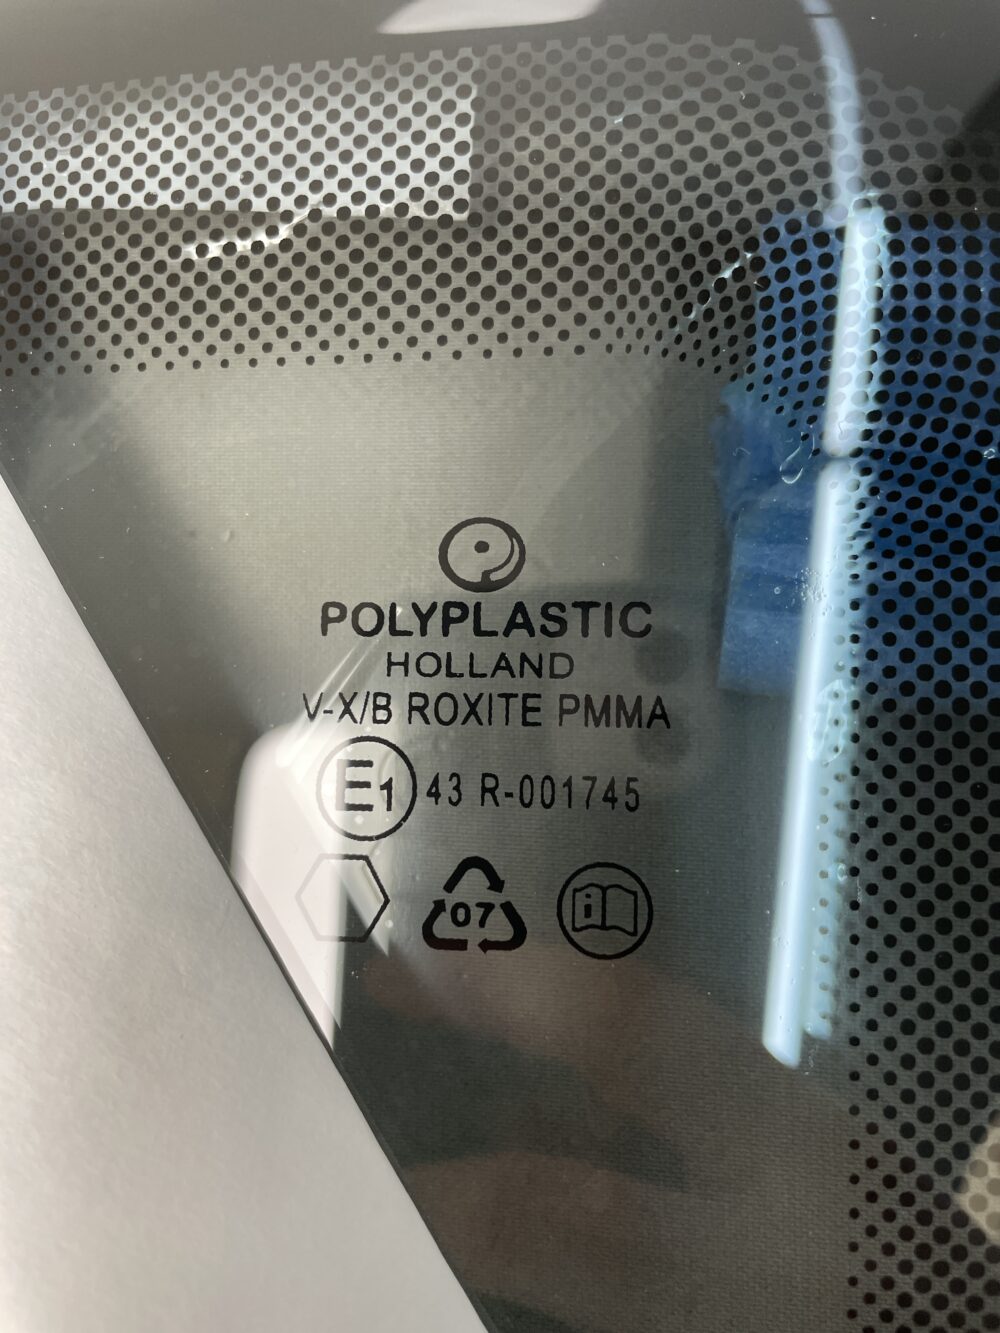 POLYPLASTIC
HOLLAND
V-X/B ROXITE PMMA
E1 43 R-001745
07 i